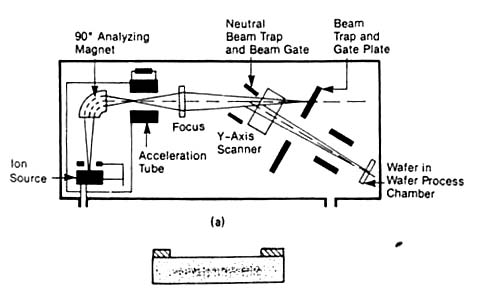 90° Analyzing
Magnet
Neutral
Beam Trap
and Beam Gate
Beam
Trap and
Gate Plate
Focus
Acceleration
Tube
Y-Axis
Scanner
Ion
Source
Wafer in
Wafer Process
Chamber
(a)